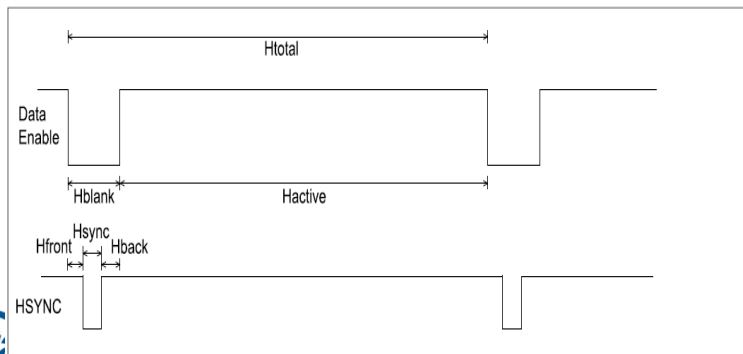 Htotal
Data
Enable
Hblank
Hactive
Hsync
Hfront
Hback
HSYNC